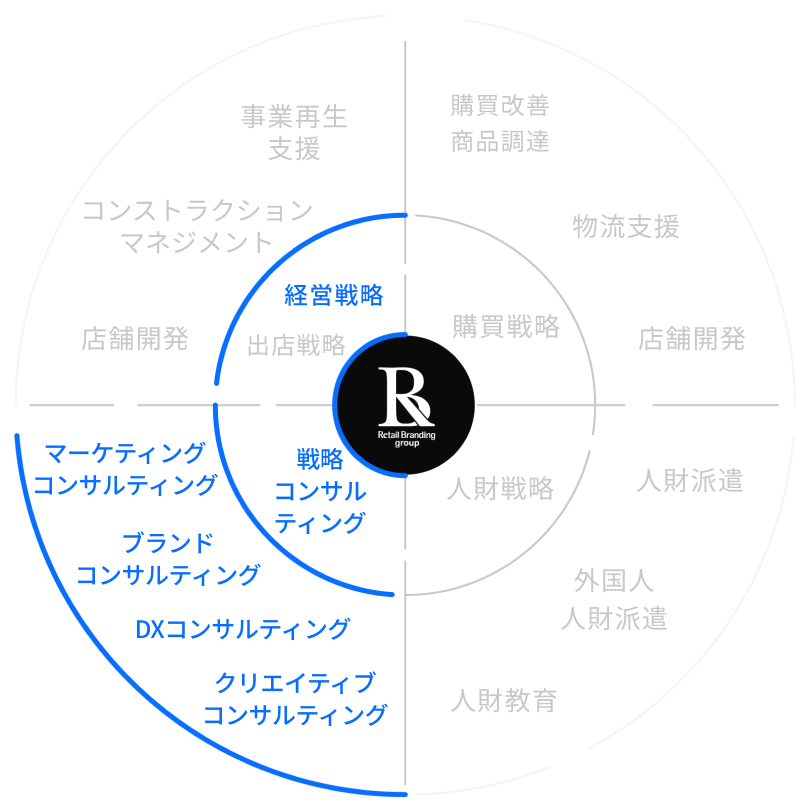 事業再生
支援
購買改善
商品調達
コンストラクション
マネジメント
物流支援
経営戦略
店舗開発
出店戦略
購買戦略
店舗開発
R
Retail Branding
group
マーケティング
コンサルティング
戦略
コンサル
ティング
人財戦略
人財派遣
ブランド
コンサルティング
外国人
人財派遣
DXコンサルティング
クリエイティブ
コンサルティング
人財教育